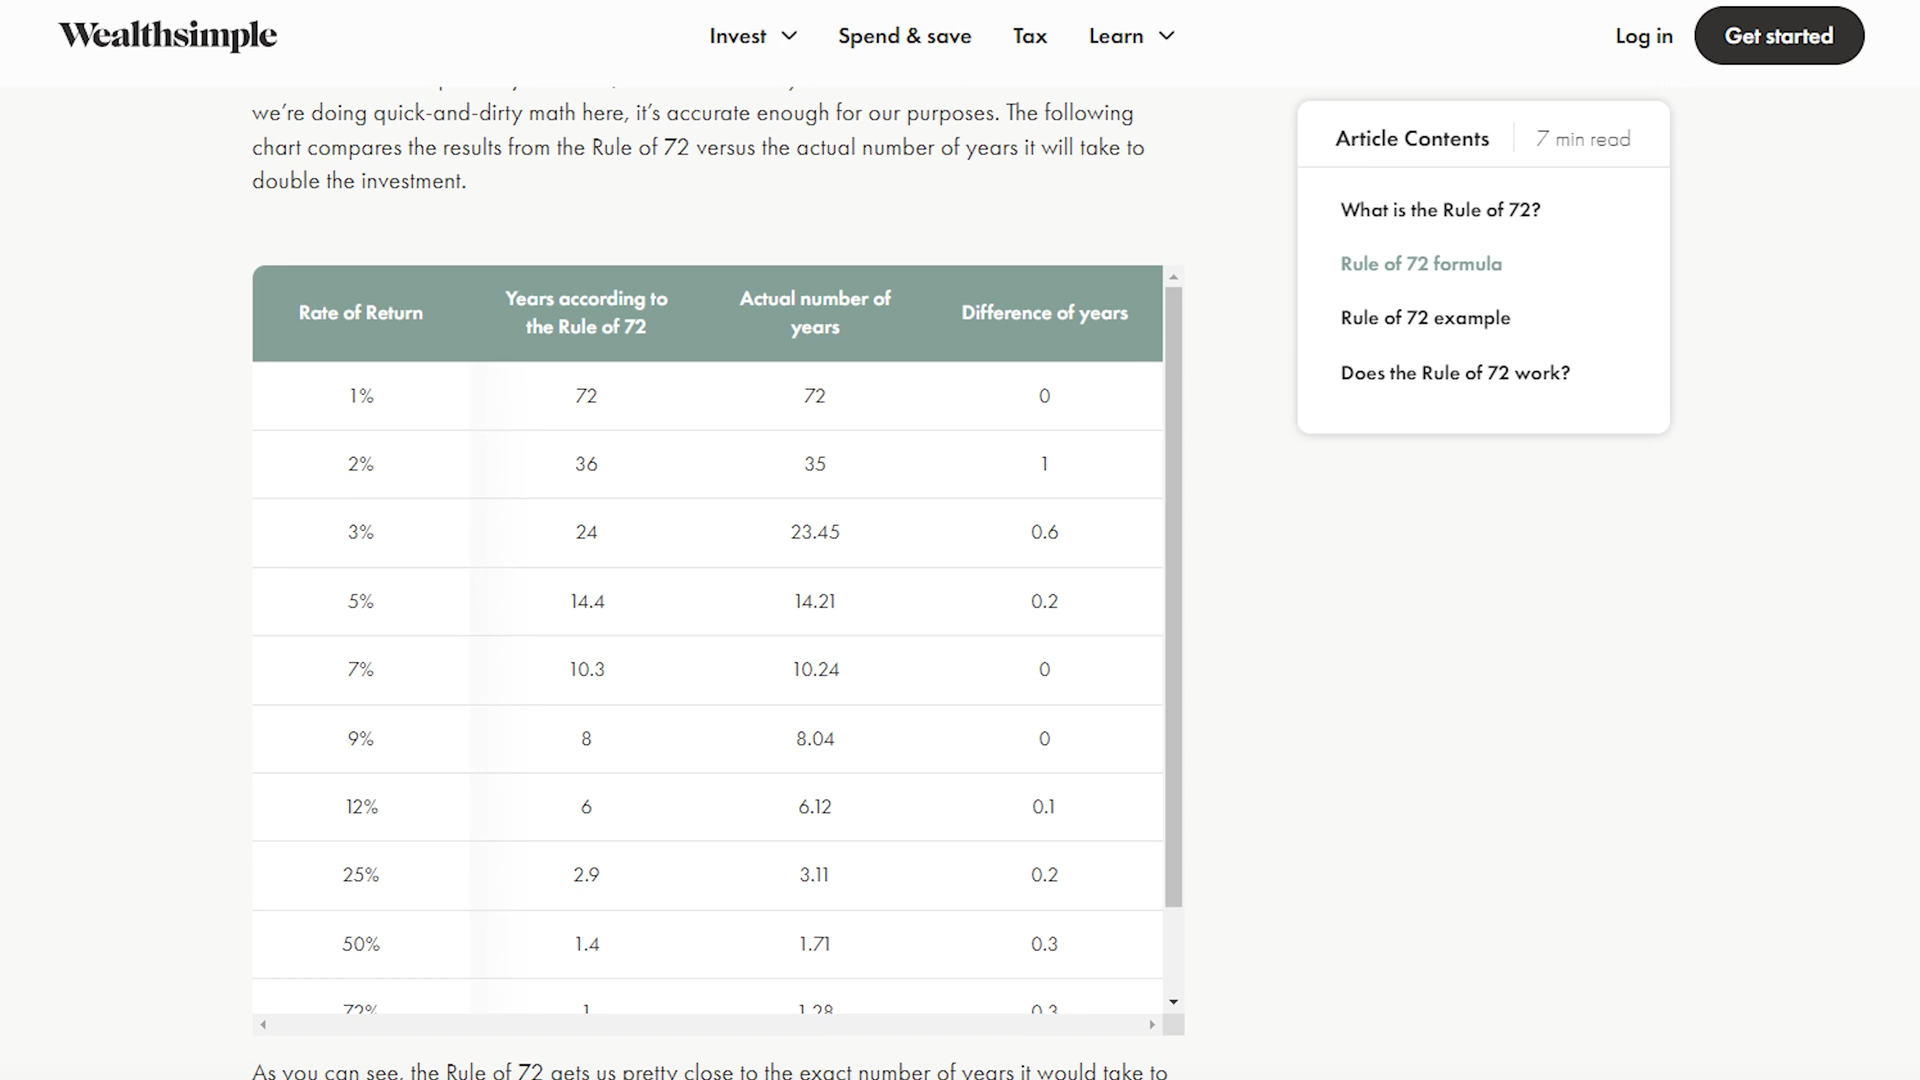 Wealthsimple
Invest
Spend & save
Tax
Learn
Log in
Get started
we're doing quick-and-dirty math here, it's accurate enough for our purposes. The following
chart compares the results from the Rule of 72 versus the actual number of years it will take to
double the investment.
Rate of Return
Years according to
the Rule of 72
Actual number of
years
Difference of years
1% 72 72 0
2% 36 35 1
3% 24 23.45 0.6
5% 14.4 14.21 0.2
7% 10.3 10.24 0
9% 8 8.04 0
12% 6 6.12 0.1
25% 2.9 3.11 0.2
50% 1.4 1.71 0.3
72% 1 1.28 0.3
As you can see, the Rule of 72 gets us pretty close to the exact number of years it would take to
Article Contents
7 min read
What is the Rule of 72?
Rule of 72 formula
Rule of 72 example
Does the Rule of 72 work?